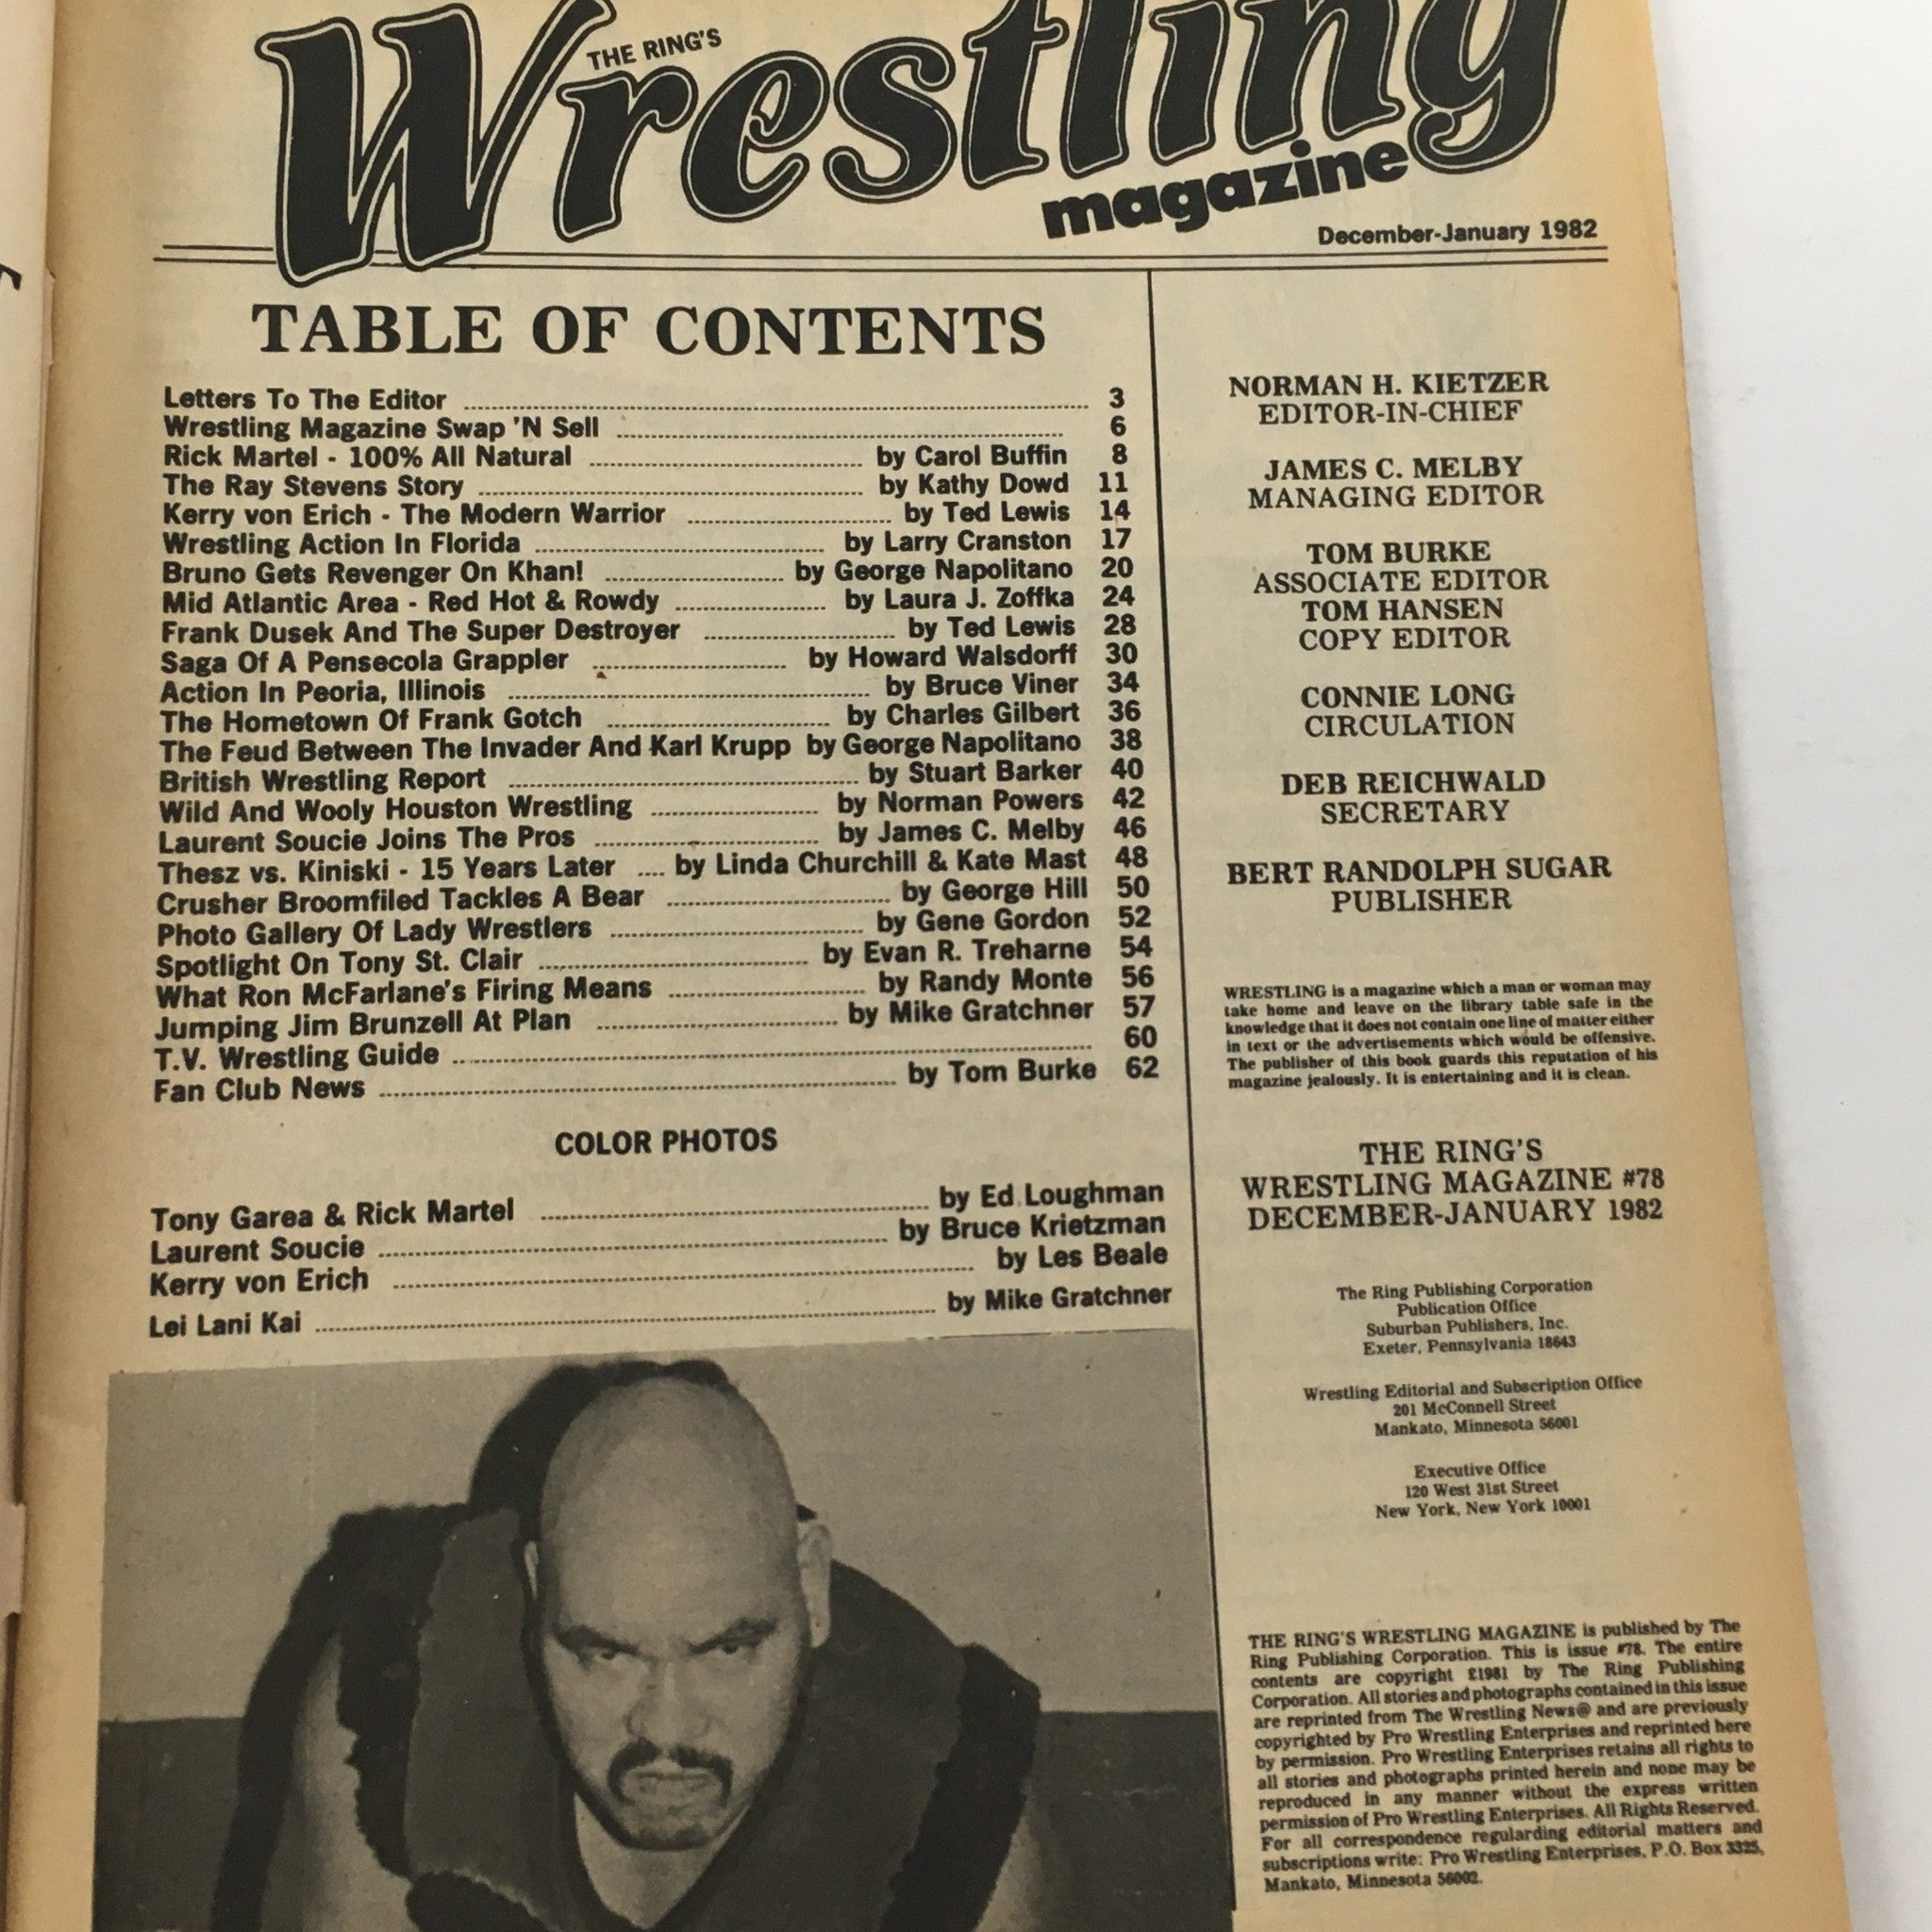 THE RING'S
Wrestling
magazine
December-January 1982
TABLE OF CONTENTS
Letters To The Editor 3
Wrestling Magazine Swap 'N Sell 6
Rick Martel - 100% All Natural by Carol Buffin 8
The Ray Stevens Story by Kathy Dowd 11
Kerry von Erich - The Modern Warrior by Ted Lewis 14
Wrestling Action In Florida by Larry Cranston 17
Bruno Gets Revenger On Khan! by George Napolitano 20
Mid Atlantic Area - Red Hot & Rowdy by Laura J. Zoffka 24
Frank Dusek And The Super Destroyer by Ted Lewis 28
Saga Of A Pensecola Grappler by Howard Walsdorff 30
Action In Peoria, Illinois by Bruce Viner 34
The Hometown Of Frank Gotch by Charles Gilbert 36
The Feud Between The Invader And Karl Krupp by George Napolitano 38
British Wrestling Report by Stuart Barker 40
Wild And Wooly Houston Wrestling by Norman Powers 42
Laurent Soucie Joins The Pros by James C. Melby 46
Thesz vs. Kiniski - 15 Years Later by Linda Churchill & Kate Mast 48
Crusher Broomfiled Tackles A Bear by George Hill 50
Photo Gallery Of Lady Wrestlers by Gene Gordon 52
Spotlight On Tony St. Clair by Evan R. Treharne 54
What Ron McFarlane's Firing Means by Randy Monte 56
Jumping Jim Brunzell At Plan by Mike Gratchner 57
T.V. Wrestling Guide 60
Fan Club News by Tom Burke 62
COLOR PHOTOS
Tony Garea & Rick Martel by Ed Loughman
Laurent Soucie by Bruce Krietzman
Kerry von Erich by Les Beale
Lei Lani Kai by Mike Gratchner
NORMAN H. KIETZER
EDITOR-IN-CHIEF
JAMES C. MELBY
MANAGING EDITOR
TOM BURKE
ASSOCIATE EDITOR
TOM HANSEN
COPY EDITOR
CONNIE LONG
CIRCULATION
DEB REICHWALD
SECRETARY
BERT RANDOLPH SUGAR
PUBLISHER
WRESTLING is a magazine which a man or woman may
take home and leave on the library table safe in the
knowledge that it does not contain one line of matter either
in text or the advertisements which would be offensive.
The publisher of this book guards this reputation of his
magazine jealously. It is entertaining and it is clean.
THE RING'S
WRESTLING MAGAZINE #78
DECEMBER-JANUARY 1982
The Ring Publishing Corporation
Publication Office
Suburban Publishers, Inc.
Exeter, Pennsylvania 18643
Wrestling Editorial and Subscription Office
201 McConnell Street
Mankato, Minnesota 56001
Executive Office
120 West 31st Street
New York, New York 10001
THE RING'S WRESTLING MAGAZINE is published by The
Ring Publishing Corporation. This is issue #78. The entire
contents are copyright £1981 by The Ring Publishing
Corporation. All stories and photographs contained in this issue
are reprinted from The Wrestling News@ and are previously
copyrighted by Pro Wrestling Enterprises and reprinted here
by permission. Pro Wrestling Enterprises retains all rights to
all stories and photographs printed herein and none may be
reproduced in any manner without the express written
permission of Pro Wrestling Enterprises. All Rights Reserved.
For all correspondence regularding editorial matters and
subscriptions write: Pro Wrestling Enterprises, P.O. Box 3325,
Mankato, Minnesota 56002.